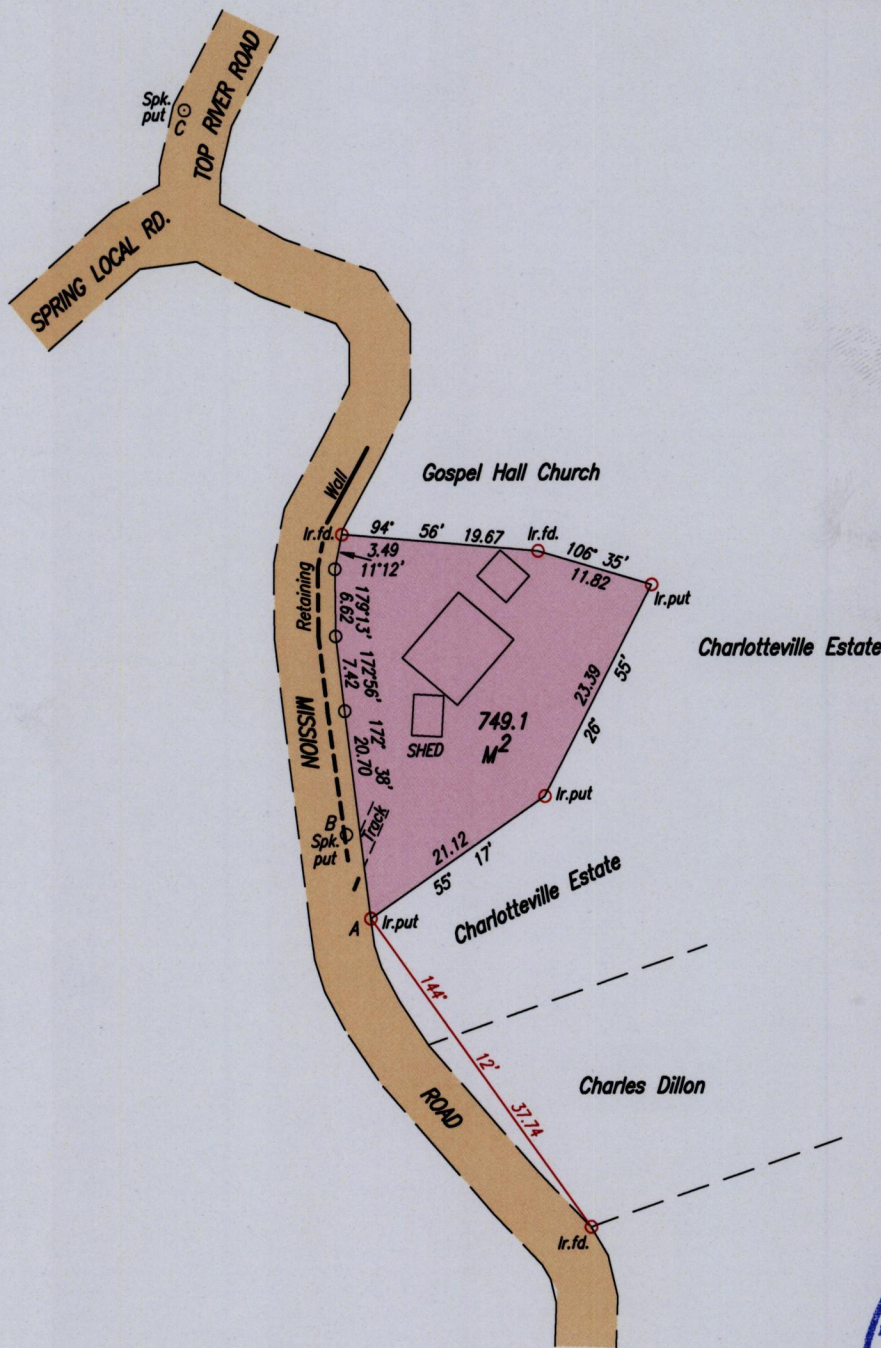 TOP RIVER ROAD
Spk.
put
C
SPRING LOCAL RD.
Gospel Hall Church
Wall
Ir.fd.
94° 56' 19.67
Ir.fd.
106° 35'
11.82
Ir.put
3.49
11°12'
Retaining
179°13'
6.62
172°56'
7.42
172° 38'
20.70
MISSION
SHED
749.1
M²
23.39
26° 55'
Charlotteville Estate
Ir.put
B
Spk.
put
Track
21.12
55° 17'
Charlotteville Estate
A
Ir.put
144° 12' 37.74
Charles Dillon
ROAD
Ir.fd.